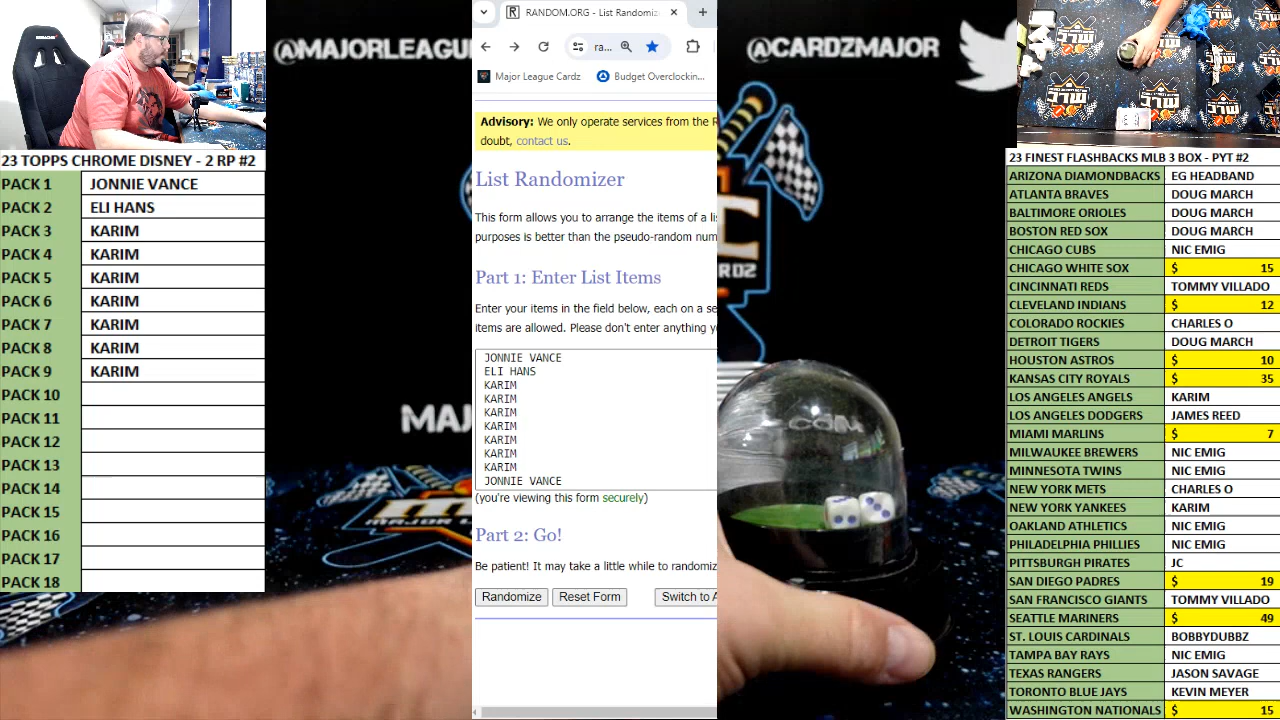 @MAJORLEAGU
RANDOM.ORG - List Randomiz
ra...
Major League Cardz
Budget Overclockin...
@CARDZMAJOR
23 TOPPS CHROME DISNEY - 2 RP #2
PACK 1 JONNIE VANCE
PACK 2 ELI HANS
PACK 3 KARIM
PACK 4 KARIM
PACK 5 KARIM
PACK 6 KARIM
PACK 7 KARIM
PACK 8 KARIM
PACK 9 KARIM
PACK 10
PACK 11
PACK 12
PACK 13
PACK 14
PACK 15
PACK 16
PACK 17
PACK 18
MAJ
Advisory: We only operate services from the R
doubt, contact us.
List Randomizer
This form allows you to arrange the items of a li
purposes is better than the pseudo-random num
Part 1: Enter List Items
Enter your items in the field below, each on a se
items are allowed. Please don't enter anything y
JONNIE VANCE
ELI HANS
KARIM
KARIM
KARIM
KARIM
KARIM
KARIM
KARIM
JONNIE VANCE
(you're viewing this form securely)
Part 2: Go!
Be patient! It may take a little while to randomiz
Randomize
Reset Form
Switch to A
RDZ
.COM
23 FINEST FLASHBACKS MLB 3 BOX - PYT #2
ARIZONA DIAMONDBACKS EG HEADBAND
ATLANTA BRAVES DOUG MARCH
BALTIMORE ORIOLES DOUG MARCH
BOSTON RED SOX DOUG MARCH
CHICAGO CUBS NIC EMIG
CHICAGO WHITE SOX $ 15
CINCINNATI REDS TOMMY VILLADO
CLEVELAND INDIANS $ 12
COLORADO ROCKIES CHARLES O
DETROIT TIGERS DOUG MARCH
HOUSTON ASTROS $ 10
KANSAS CITY ROYALS $ 35
LOS ANGELES ANGELS KARIM
LOS ANGELES DODGERS JAMES REED
MIAMI MARLINS $ 7
MILWAUKEE BREWERS NIC EMIG
MINNESOTA TWINS NIC EMIG
NEW YORK METS CHARLES O
NEW YORK YANKEES KARIM
OAKLAND ATHLETICS NIC EMIG
PHILADELPHIA PHILLIES NIC EMIG
PITTSBURGH PIRATES JC
SAN DIEGO PADRES $ 19
SAN FRANCISCO GIANTS TOMMY VILLADO
SEATTLE MARINERS $ 49
ST. LOUIS CARDINALS BOBBYDUBBZ
TAMPA BAY RAYS NIC EMIG
TEXAS RANGERS JASON SAVAGE
TORONTO BLUE JAYS KEVIN MEYER
WASHINGTON NATIONALS $ 15